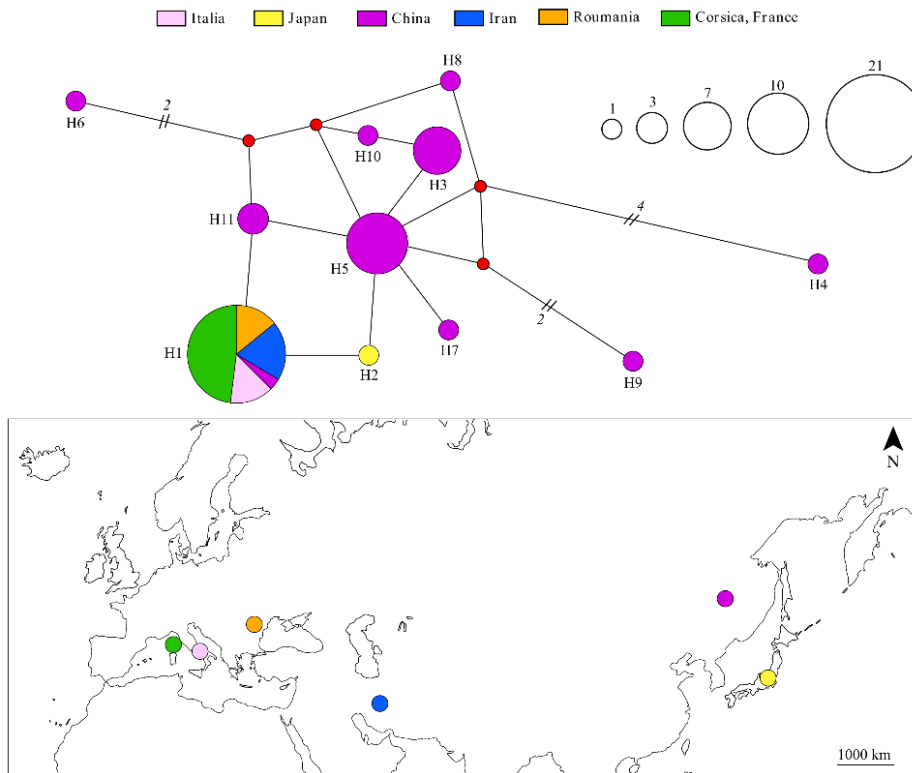 Italia Japan China Iran Roumania Corsica, France
H8
21
10
7
3
1
2
H6
H10
H3
H11
4
H5
H4
H1
H7
2
H2
H9
N
1000 km